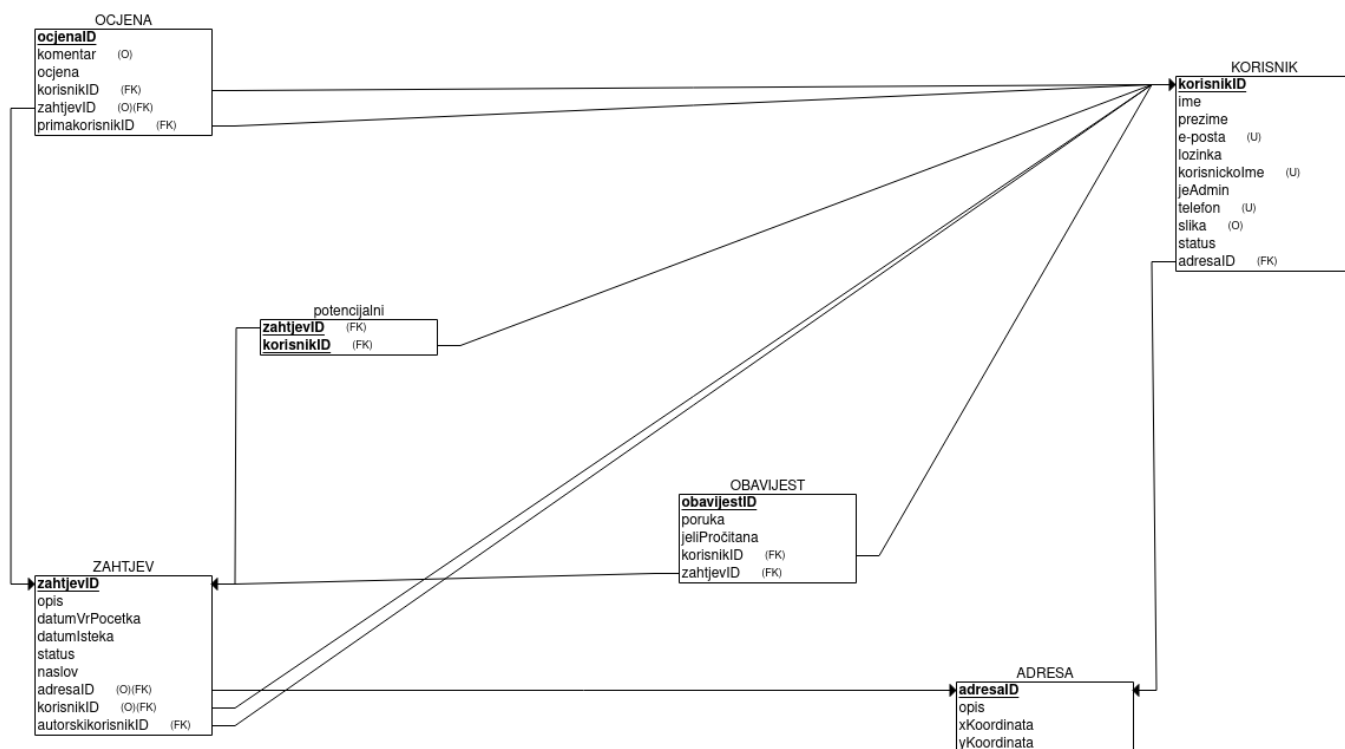 OCJENA
ocjenaID
komentar (O)
ocjena
korisnikID (FK)
zahtjevID (O)(FK)
primakorisnikID (FK)
KORISNIK
korisnikID
ime
prezime
e-posta (U)
lozinka
korisnickoIme (U)
jeAdmin
telefon (U)
slika (O)
status
adresaID (FK)
potencijalni
zahtjevID (FK)
korisnikID (FK)
OBAVIJEST
obavijestID
poruka
jeliPročitana
korisnikID (FK)
zahtjevID (FK)
ZAHTJEV
zahtjevID
opis
datumVrPocetka
datumIsteka
status
naslov
adresaID (O)(FK)
korisnikID (O)(FK)
autorskikorisnikID (FK)
ADRESA
adresaID
opis
xKoordinata
yKoordinata